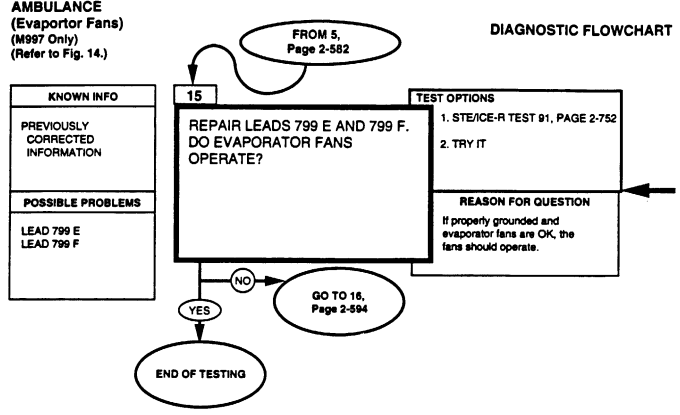 AMBULANCE
(Evaportor Fans)
(M997 Only)
(Refer to Fig. 14.)
DIAGNOSTIC FLOWCHART
FROM 5,
Page 2-582
KNOWN INFO
PREVIOUSLY
CORRECTED
INFORMATION
POSSIBLE PROBLEMS
LEAD 799 E
LEAD 799 F
15
REPAIR LEADS 799 E AND 799 F.
DO EVAPORATOR FANS
OPERATE?
TEST OPTIONS
1. STE/ICE-R TEST 91, PAGE 2-752
2. TRY IT
REASON FOR QUESTION
If properly grounded and
evaporator fans are OK, the
fans should operate.
NO
GO TO 16,
Page 2-594
YES
END OF TESTING